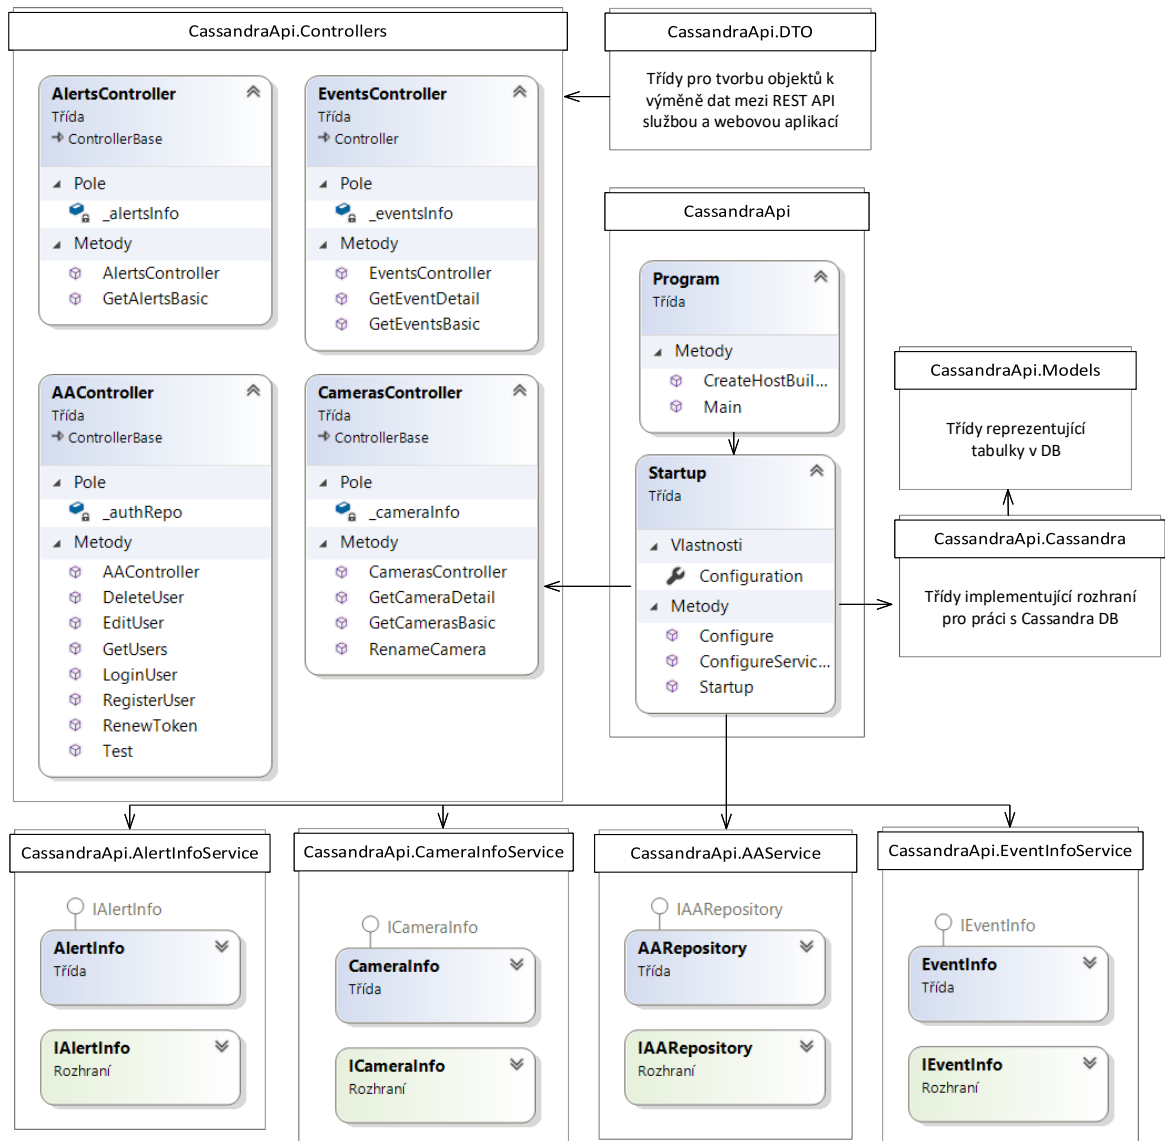 CassandraApi.Controllers
AlertsController
Třída
ControllerBase
Pole
_alertsInfo
Metody
AlertsController
GetAlertsBasic
EventsController
Třída
Controller
Pole
_eventsInfo
Metody
EventsController
GetEventDetail
GetEventsBasic
AAController
Třída
ControllerBase
Pole
_authRepo
Metody
AAController
DeleteUser
EditUser
GetUsers
LoginUser
RegisterUser
RenewToken
Test
CamerasController
Třída
ControllerBase
Pole
_cameraInfo
Metody
CamerasController
GetCameraDetail
GetCamerasBasic
RenameCamera
CassandraApi.DTO
Třídy pro tvorbu objektů k
výměně dat mezi REST API
službou a webovou aplikací
CassandraApi
Program
Třída
Metody
CreateHostBuil...
Main
Startup
Třída
Vlastnosti
Configuration
Metody
Configure
ConfigureServic...
Startup
CassandraApi.Models
Třídy reprezentující
tabulky v DB
CassandraApi.Cassandra
Třídy implementující rozhraní
pro práci s Cassandra DB
CassandraApi.AlertInfoService
IAlertInfo
AlertInfo
Třída
IAlertInfo
Rozhraní
CassandraApi.CameraInfoService
ICameraInfo
CameraInfo
Třída
ICameraInfo
Rozhraní
CassandraApi.AAService
IAARepository
AARepository
Třída
IAARepository
Rozhraní
CassandraApi.EventInfoService
IEventInfo
EventInfo
Třída
IEventInfo
Rozhraní